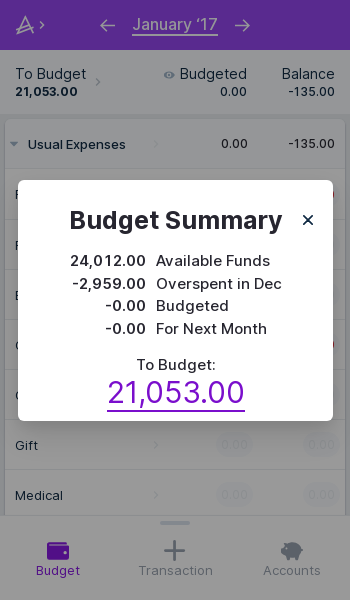 January ‘17
To Budget
Budgeted
Balance
21,053.00
0.00
-135.00
Usual Expenses
0.00
-135.00
Budget Summary
24,012.00 Available Funds
-2,959.00 Overspent in Dec
-0.00 Budgeted
-0.00 For Next Month
To Budget:
21,053.00
Gift
0.00
0.00
Medical
0.00
0.00
Budget
Transaction
Accounts